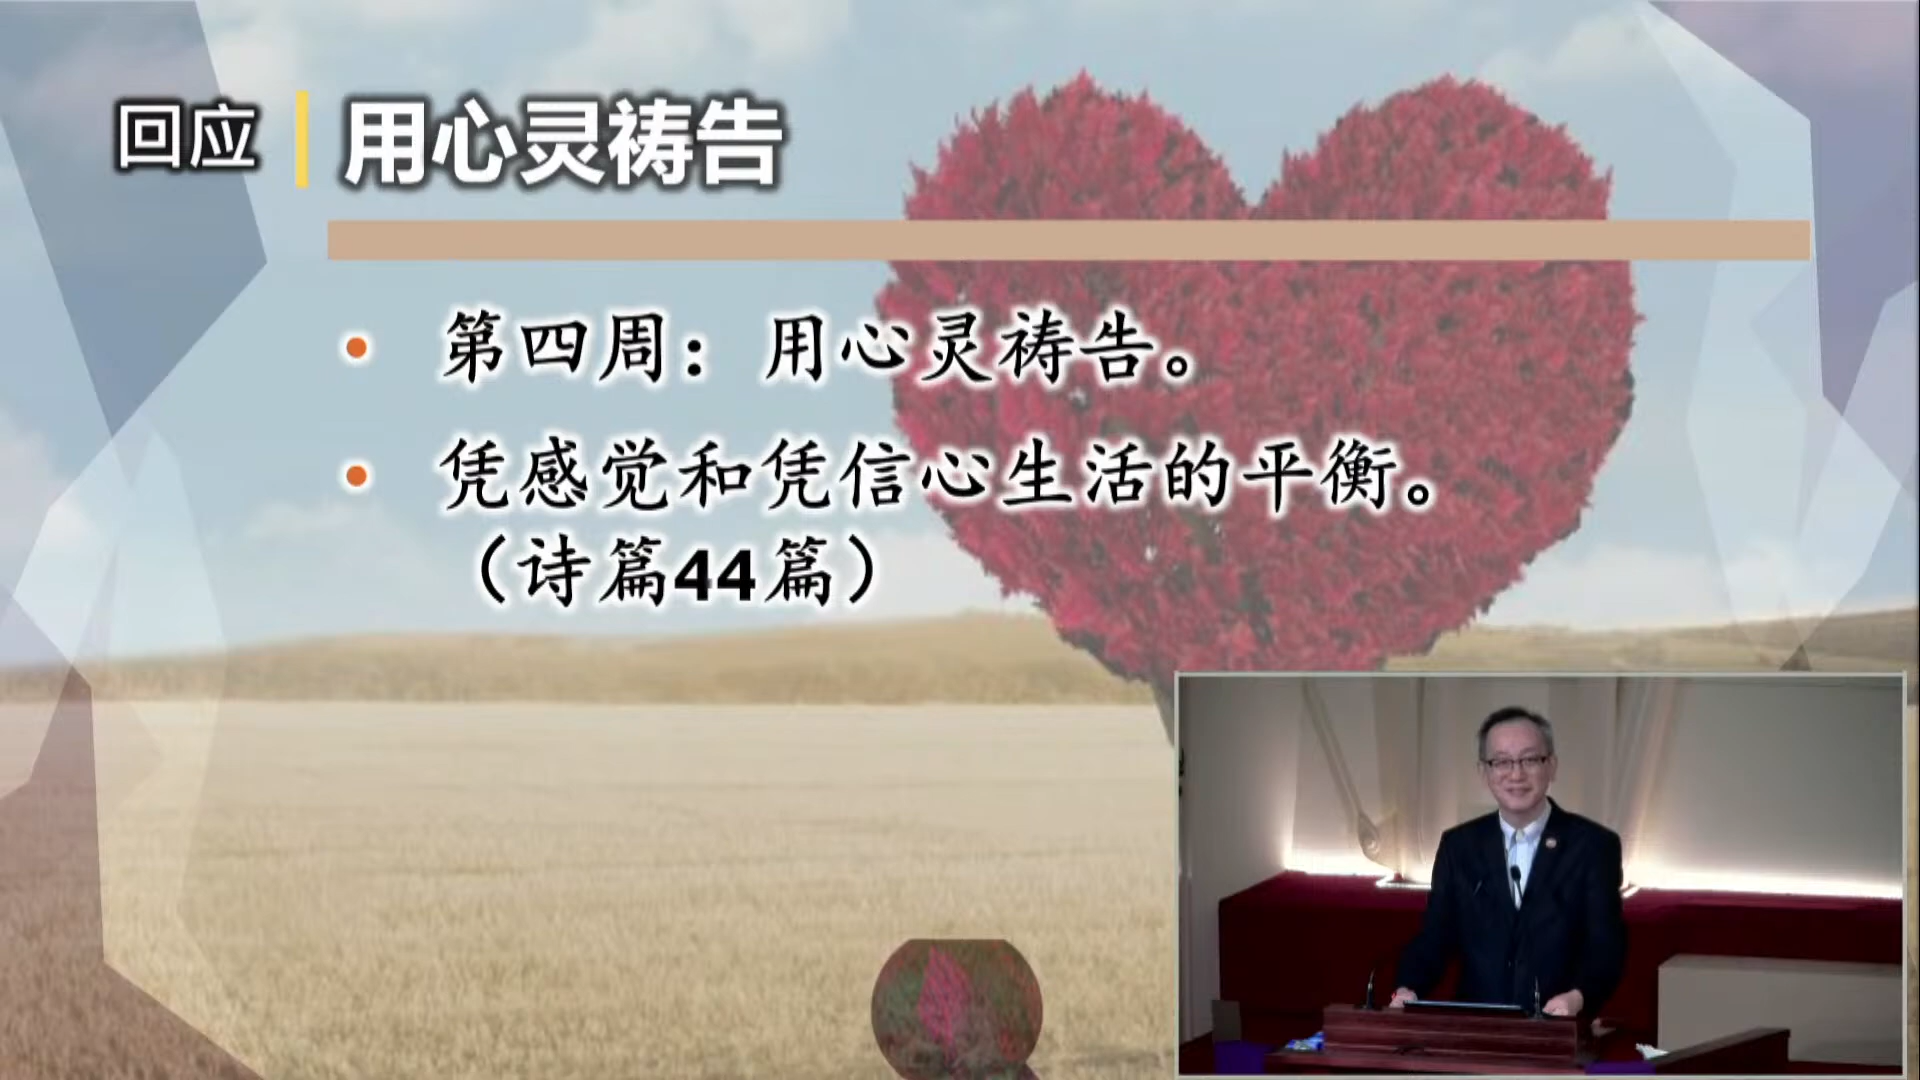 回应 用心灵祷告
• 第四周：用心灵祷告。
• 凭感觉和凭信心生活的平衡。
（诗篇44篇）